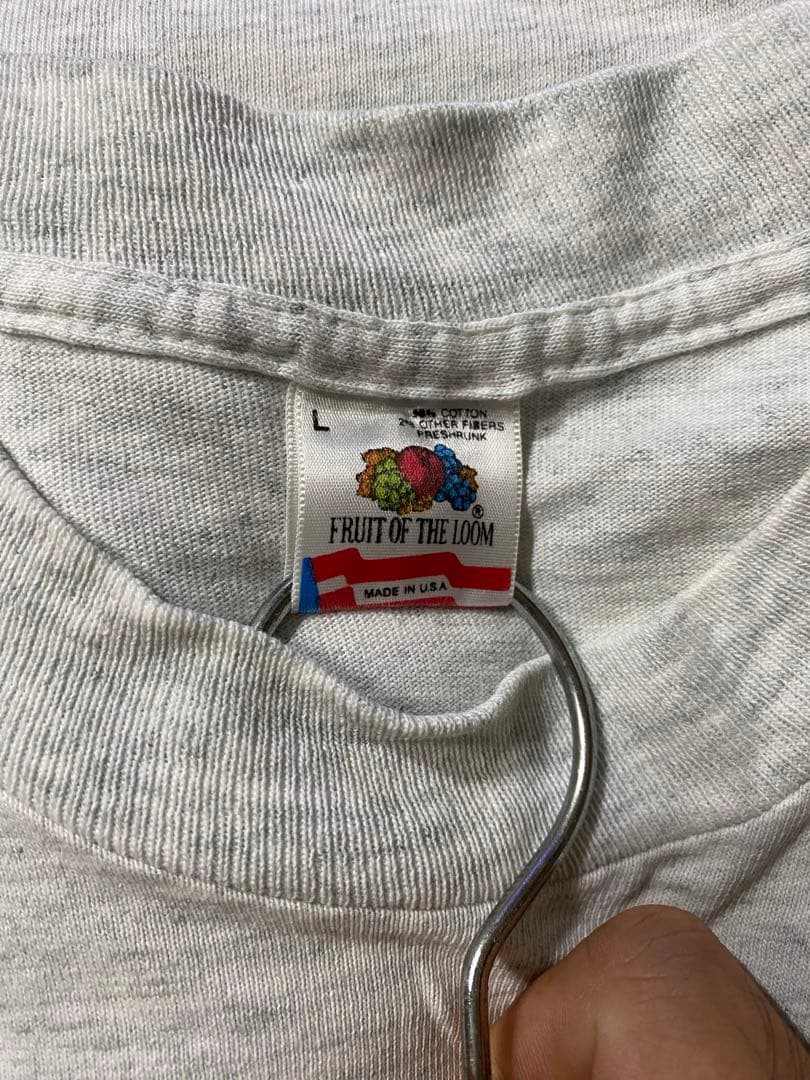 L
COTTON
OTHER FIBERS
PRESHRUNK
®
FRUIT OF THE LOOM
MADE IN U.S.A